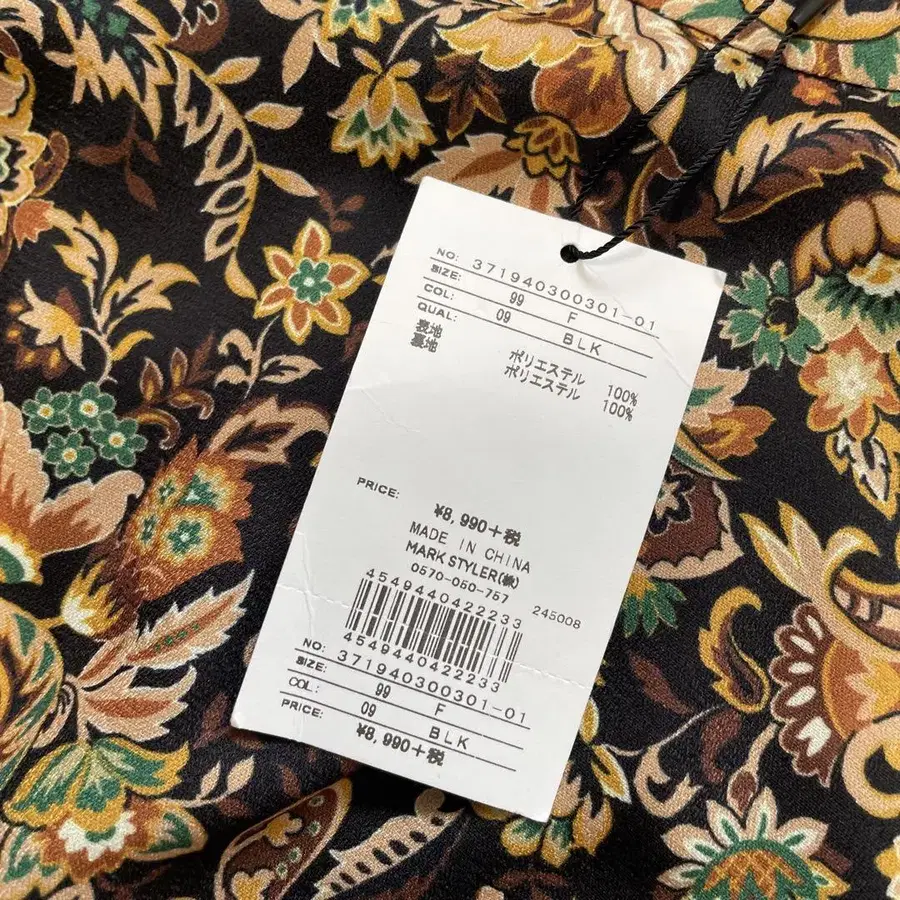 NO: 371940300301-01
SIZE: 99 F
COL: 09 BLK
QUAL:
表地 ポリエステル 100%
裏地 ポリエステル 100%
PRICE: ¥8,990+税
MADE IN CHINA
MARK STYLER(株)
0570-050-757 245008
4549440422233
4549440422233
NO: 371940300301-01
SIZE: 99 F
COL: 09 BLK
PRICE: ¥8,990+税